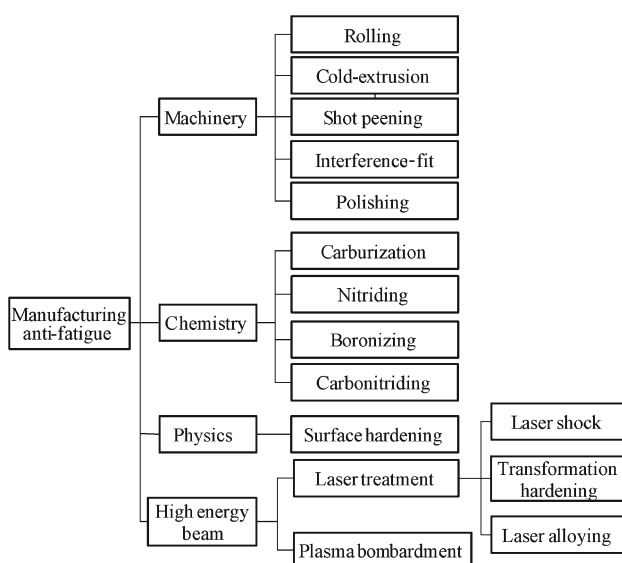 Manufacturing
anti-fatigue
Machinery
Rolling
Cold-extrusion
Shot peening
Interference-fit
Polishing
Chemistry
Carburization
Nitriding
Boronizing
Carbonitriding
Physics
Surface hardening
High energy
beam
Laser treatment
Laser shock
Transformation
hardening
Laser alloying
Plasma bombardment